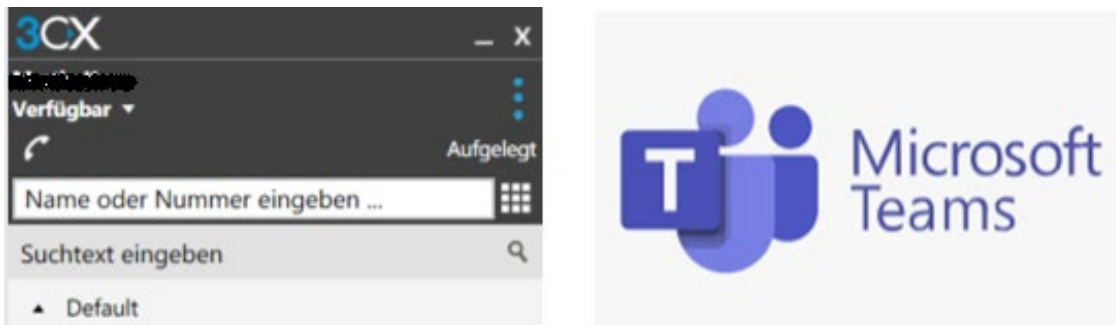 3CX
Verfügbar
Aufgelegt
Name oder Nummer eingeben ...
Suchtext eingeben
Default
T
Microsoft
Teams